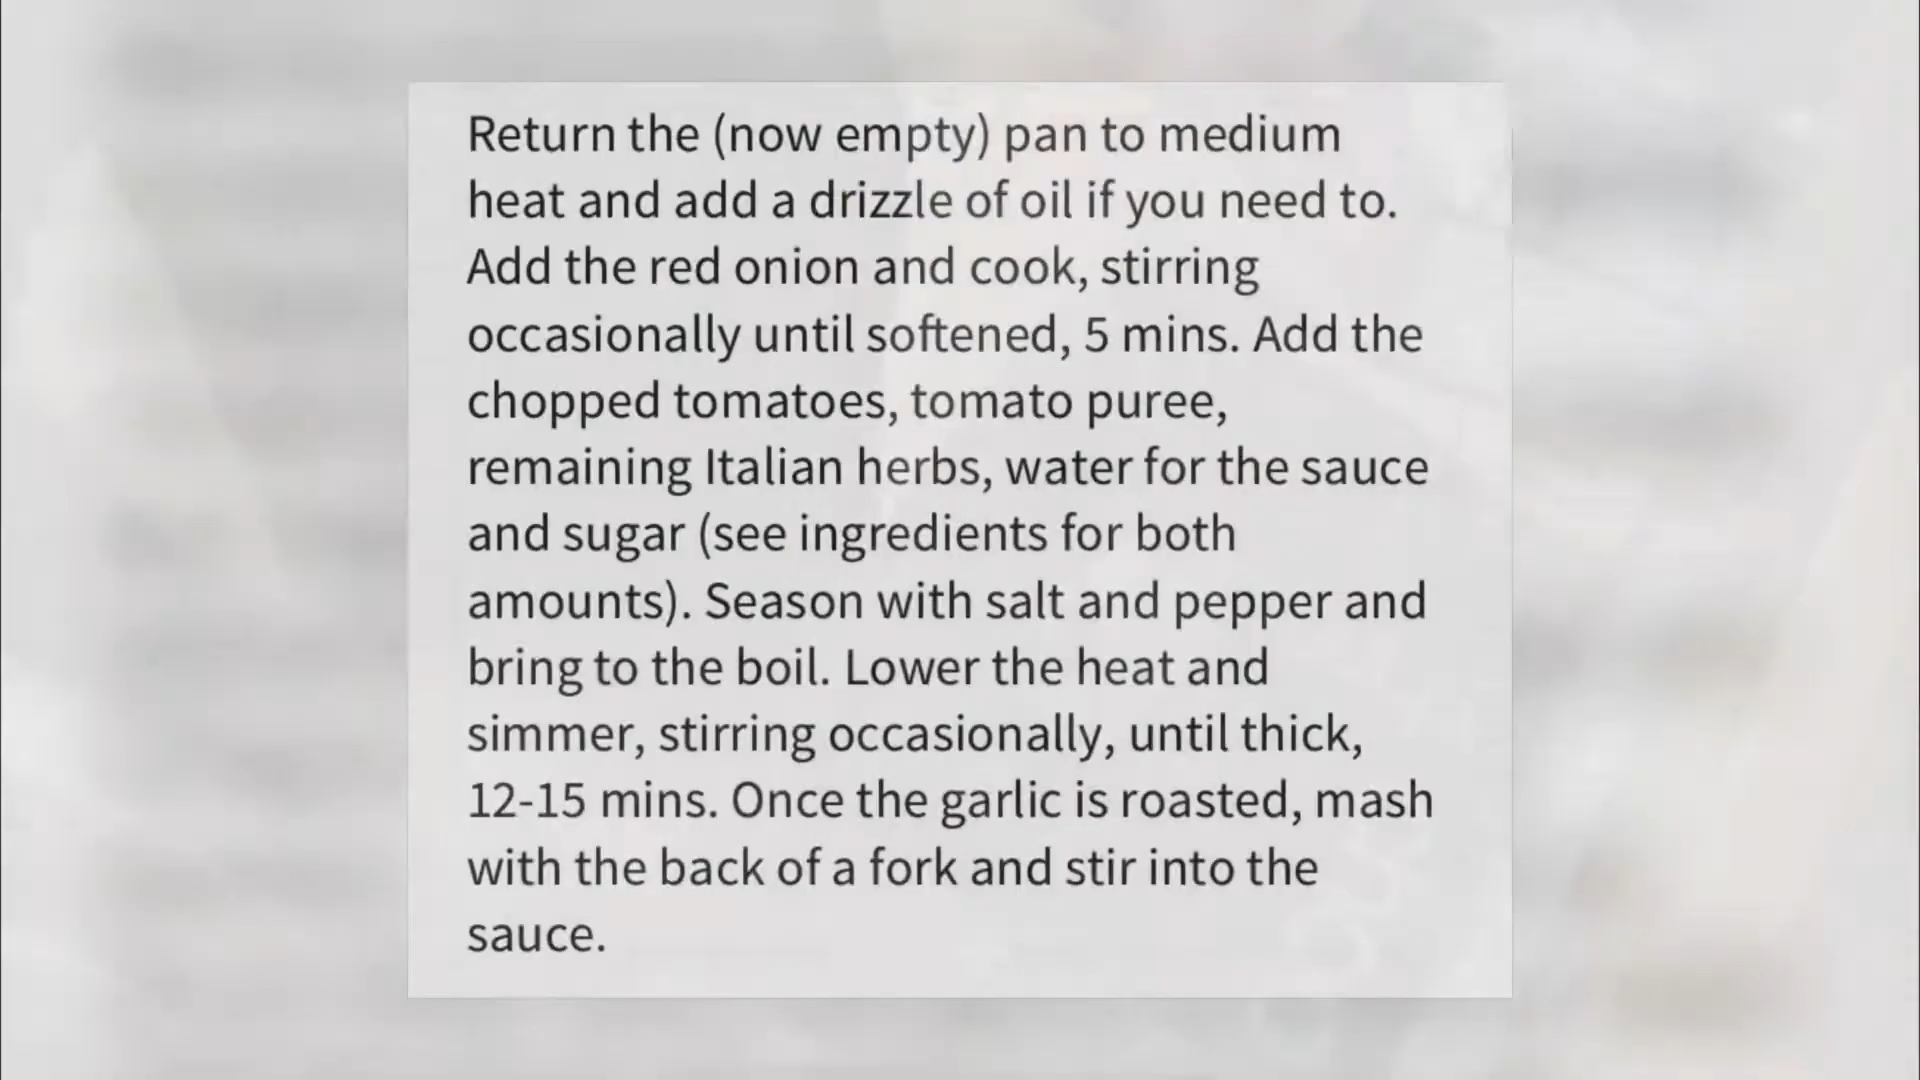 Return the (now empty) pan to medium
heat and add a drizzle of oil if you need to.
Add the red onion and cook, stirring
occasionally until softened, 5 mins. Add the
chopped tomatoes, tomato puree,
remaining Italian herbs, water for the sauce
and sugar (see ingredients for both
amounts). Season with salt and pepper and
bring to the boil. Lower the heat and
simmer, stirring occasionally, until thick,
12-15 mins. Once the garlic is roasted, mash
with the back of a fork and stir into the
sauce.